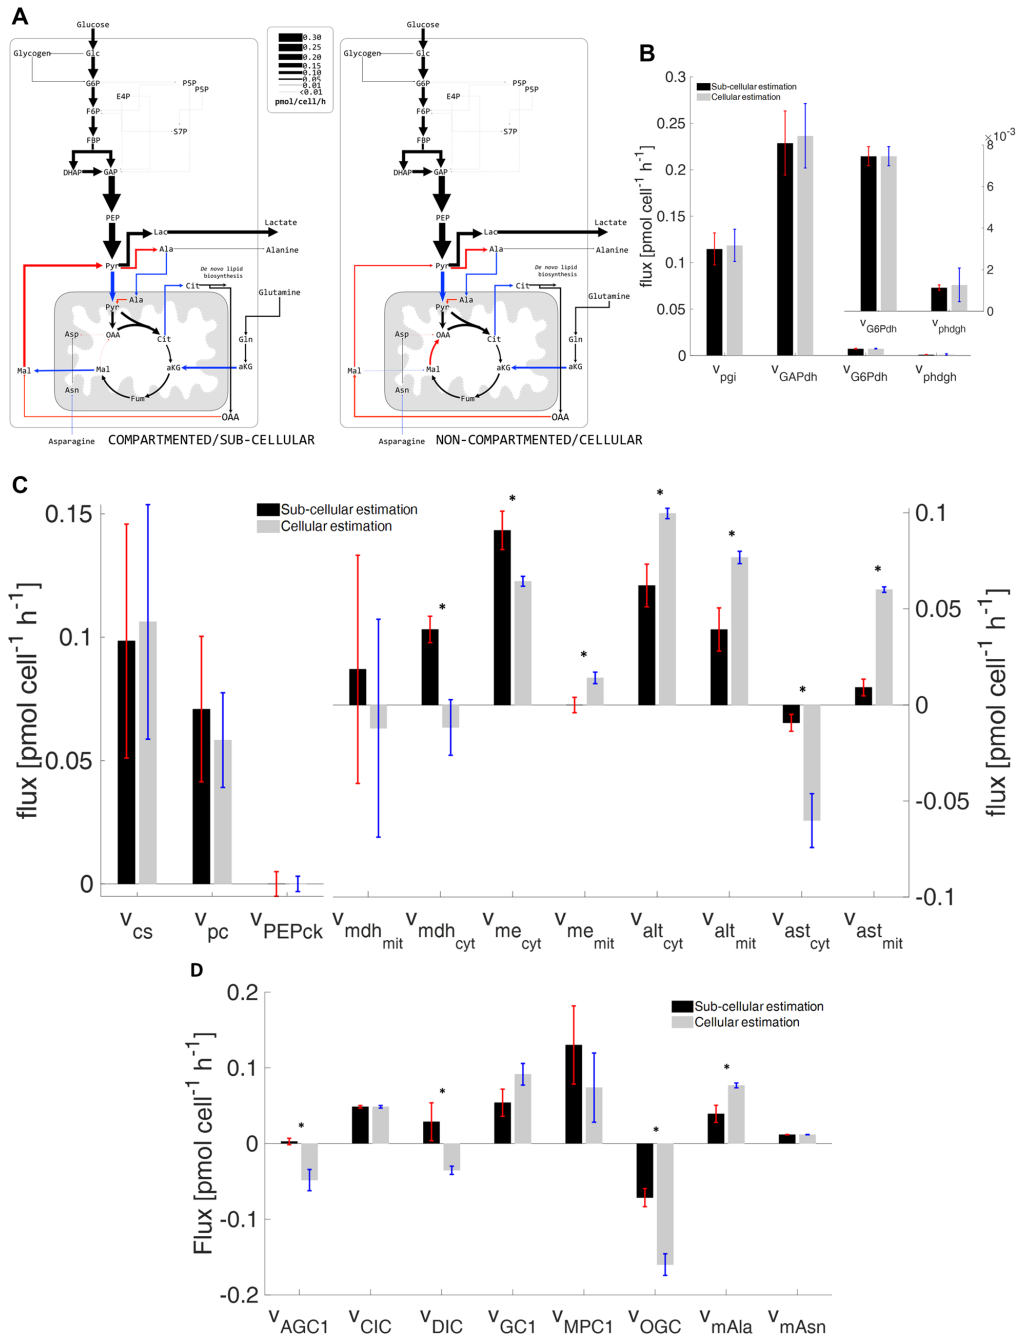 A
Glucose
Glycogen
Glc
G6P
P5P
P5P
E4P
F6P
S7P
FBP
DHAP
GAP
PEP
Lactate
Lac
Ala
Alanine
Pyr
De novo lipid
biosynthesis
Cit
Glutamine
Ala
Pyr
Asp
OAA
Cit
Gln
Mal
Mal
aKG
aKG
Asn
Fum
OAA
Asparagine
COMPARTMENTED/SUB-CELLULAR
0.30
0.25
0.20
0.15
0.10
0.05
0.01
<0.01
pmol/cell/h
Glucose
Glycogen
Glc
G6P
P5P
P5P
E4P
F6P
S7P
FBP
DHAP
GAP
PEP
Lactate
Lac
Ala
Alanine
Pyr
De novo lipid
biosynthesis
Cit
Glutamine
Ala
Pyr
Asp
OAA
Cit
Gln
Mal
Mal
aKG
aKG
Asn
Fum
OAA
Asparagine
NON-COMPARTMENTED/CELLULAR
B
flux [pmol cell-1 h-1]
0.3
0.25
0.2
0.15
0.1
0.05
0
Sub-cellular estimation
Cellular estimation
×10-3
8
6
4
2
0
vG6Pdh
vphdgh
vpgi
vGAPdh
vG6Pdh
vphdgh
C
flux [pmol cell-1 h-1]
0.15
0.1
0.05
0
Sub-cellular estimation
Cellular estimation
*
*
*
*
*
*
*
0.1
0.05
0
-0.05
-0.1
flux [pmol cell-1 h-1]
vcs
vpc
vPEPck
vmdhmit
vmdhcyt
vmecyt
vmemit
valtcyt
valtmit
vastcyt
vastmit
D
Flux [pmol cell-1 h-1]
0.2
0.1
0
-0.1
-0.2
Sub-cellular estimation
Cellular estimation
*
*
*
*
vAGC1
vCIC
vDIC
vGC1
vMPC1
vOGC
vmAla
vmAsn